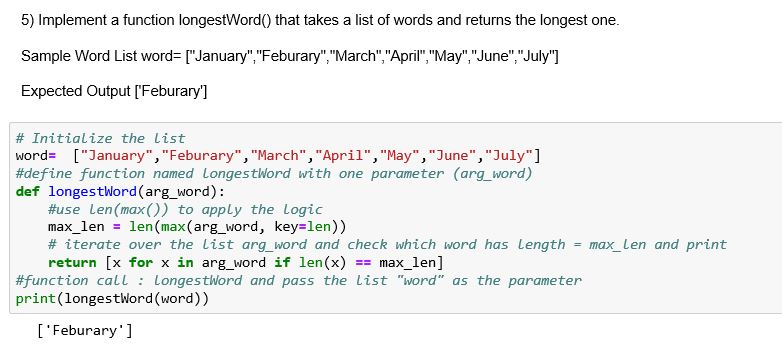 5) Implement a function longestWord() that takes a list of words and returns the longest one.
Sample Word List word= ["January","Feburary","March","April","May","June","July"]
Expected Output ['Feburary']
# Initialize the list
word=  ["January","Feburary","March","April","May","June","July"]
#define function named LongestWord with one parameter (arg_word)
def longestWord(arg_word):
    #use len(max()) to apply the logic
    max_len = len(max(arg_word, key=len))
    # iterate over the list arg_word and check which word has length = max_len and print
    return [x for x in arg_word if len(x) == max_len]
#function call : longestWord and pass the list "word" as the parameter
print(longestWord(word))
['Feburary']